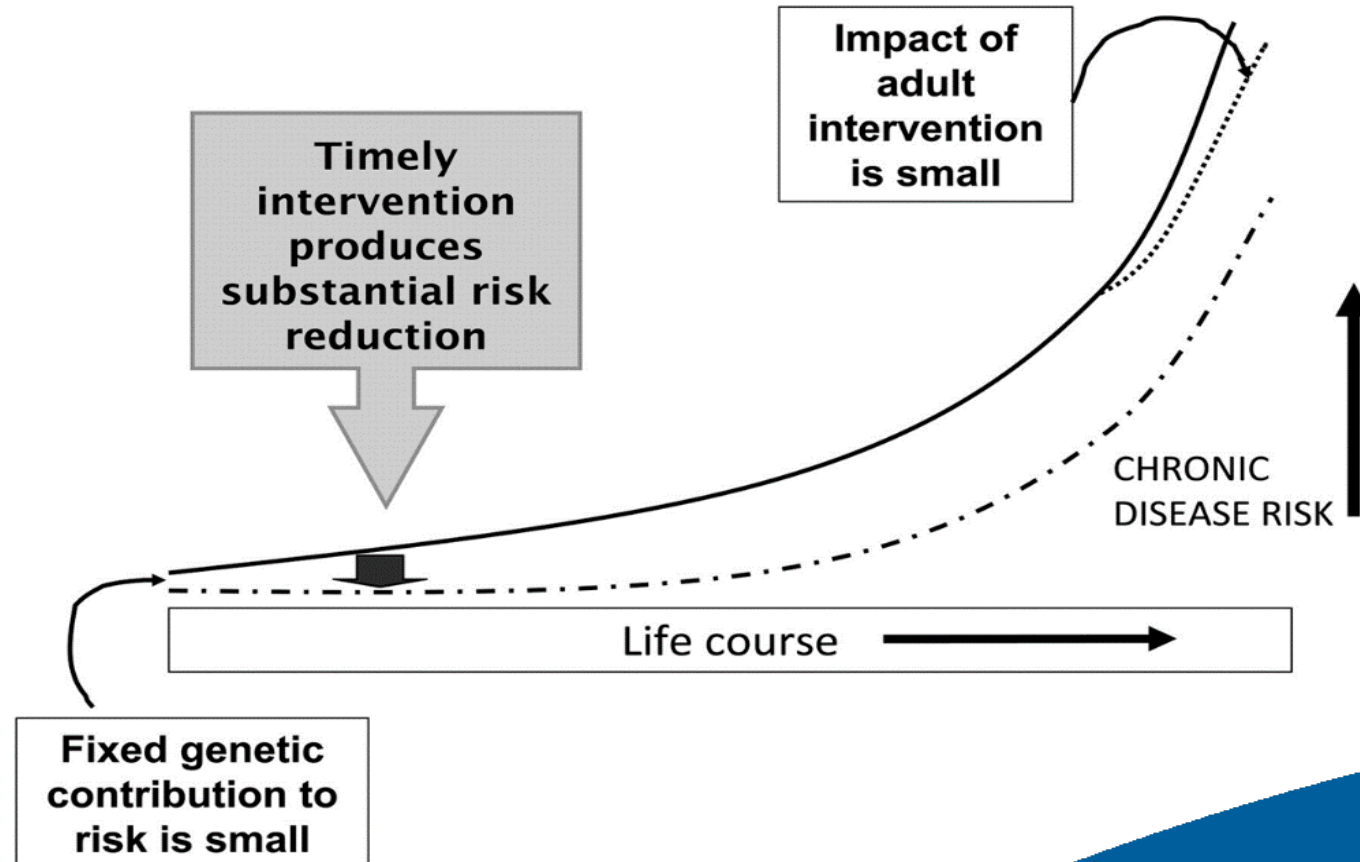 Impact of
adult
intervention
is small
Timely
intervention
produces
substantial risk
reduction
CHRONIC
DISEASE RISK
Life course
Fixed genetic
contribution to
risk is small